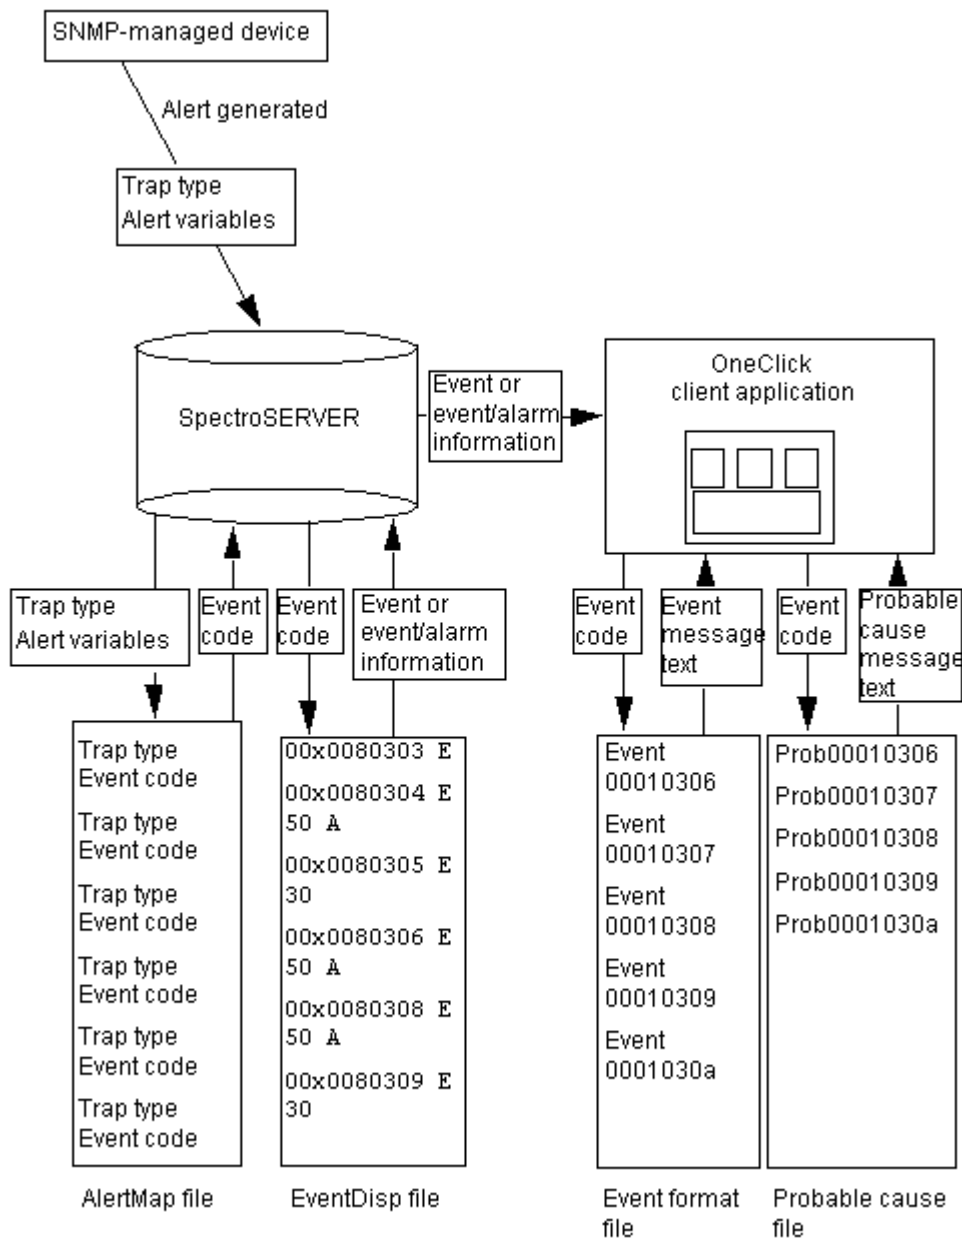 SNMP-managed device
Alert generated
Trap type
Alert variables
SpectroSERVER
Event or
event/alarm
information
OneClick
client application
Trap type
Alert variables
Event
code
Event
code
Event or
event/alarm
information
Event
code
Event
message
text
Event
code
Probable
cause
message
text
Trap type
Event code
Trap type
Event code
Trap type
Event code
Trap type
Event code
Trap type
Event code
Trap type
Event code
00x0080303 E
00x0080304 E
50 A
00x0080305 E
30
00x0080306 E
50 A
00x0080308 E
50 A
00x0080309 E
30
Event
00010306
Event
00010307
Event
00010308
Event
00010309
Event
0001030a
Prob00010306
Prob00010307
Prob00010308
Prob00010309
Prob0001030a
AlertMap file
EventDisp file
Event format
file
Probable cause
file